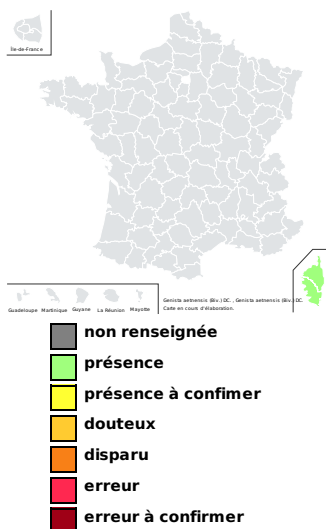 Île-de-France
Guadeloupe Martinique Guyane La Réunion Mayotte
Genista aetnensis (Biv.) DC. , Genista aetnensis (Biv.) DC.
Carte en cours d'élaboration.
non renseignée
présence
présence à confimer
douteux
disparu
erreur
erreur à confirmer